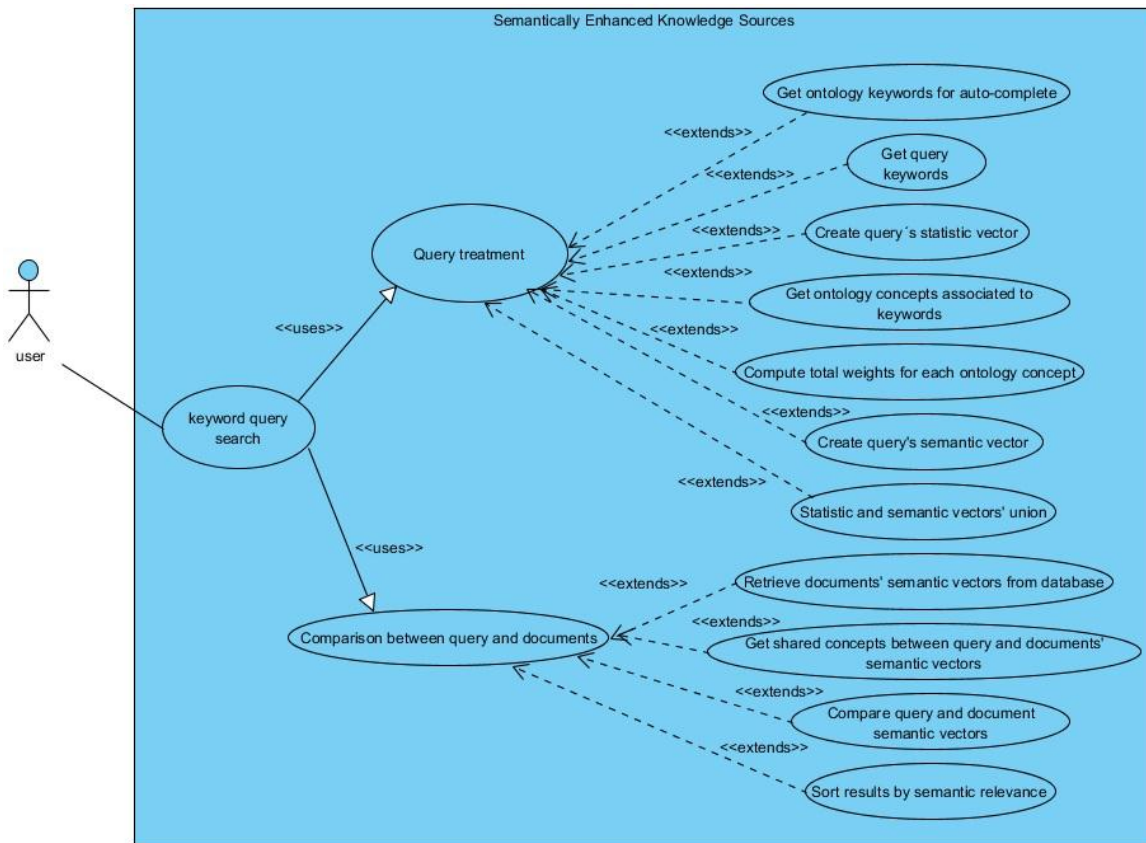 Semantically Enhanced Knowledge Sources
Get ontology keywords for auto-complete
<<extends>>
Get query
keywords
<<extends>>
Create query´s statistic vector
<<extends>>
Query treatment
<<extends>>
Get ontology concepts associated to
keywords
<<uses>>
<<extends>>
user
Compute total weights for each ontology concept
keyword query
search
<<extends>>
Create query's semantic vector
<<extends>>
Statistic and semantic vectors' union
<<uses>>
<<extends>>
Retrieve documents' semantic vectors from database
<<extends>>
Comparison between query and documents
Get shared concepts between query and documents'
semantic vectors
<<extends>>
Compare query and document
semantic vectors
<<extends>>
Sort results by semantic relevance